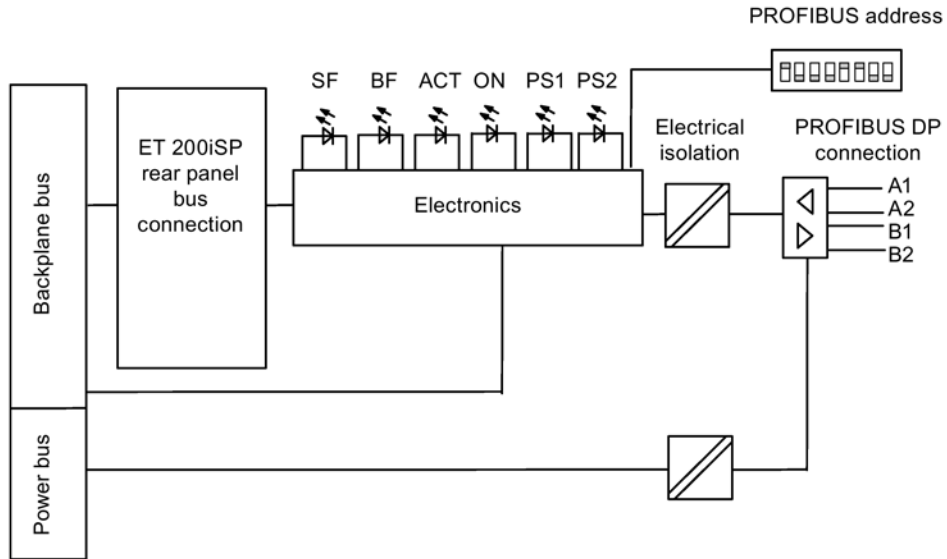 PROFIBUS address
SF BF ACT ON PS1 PS2
Electrical
isolation
PROFIBUS DP
connection
ET 200iSP
rear panel
bus
connection
Electronics
A1
A2
B1
B2
Backplane bus
Power bus